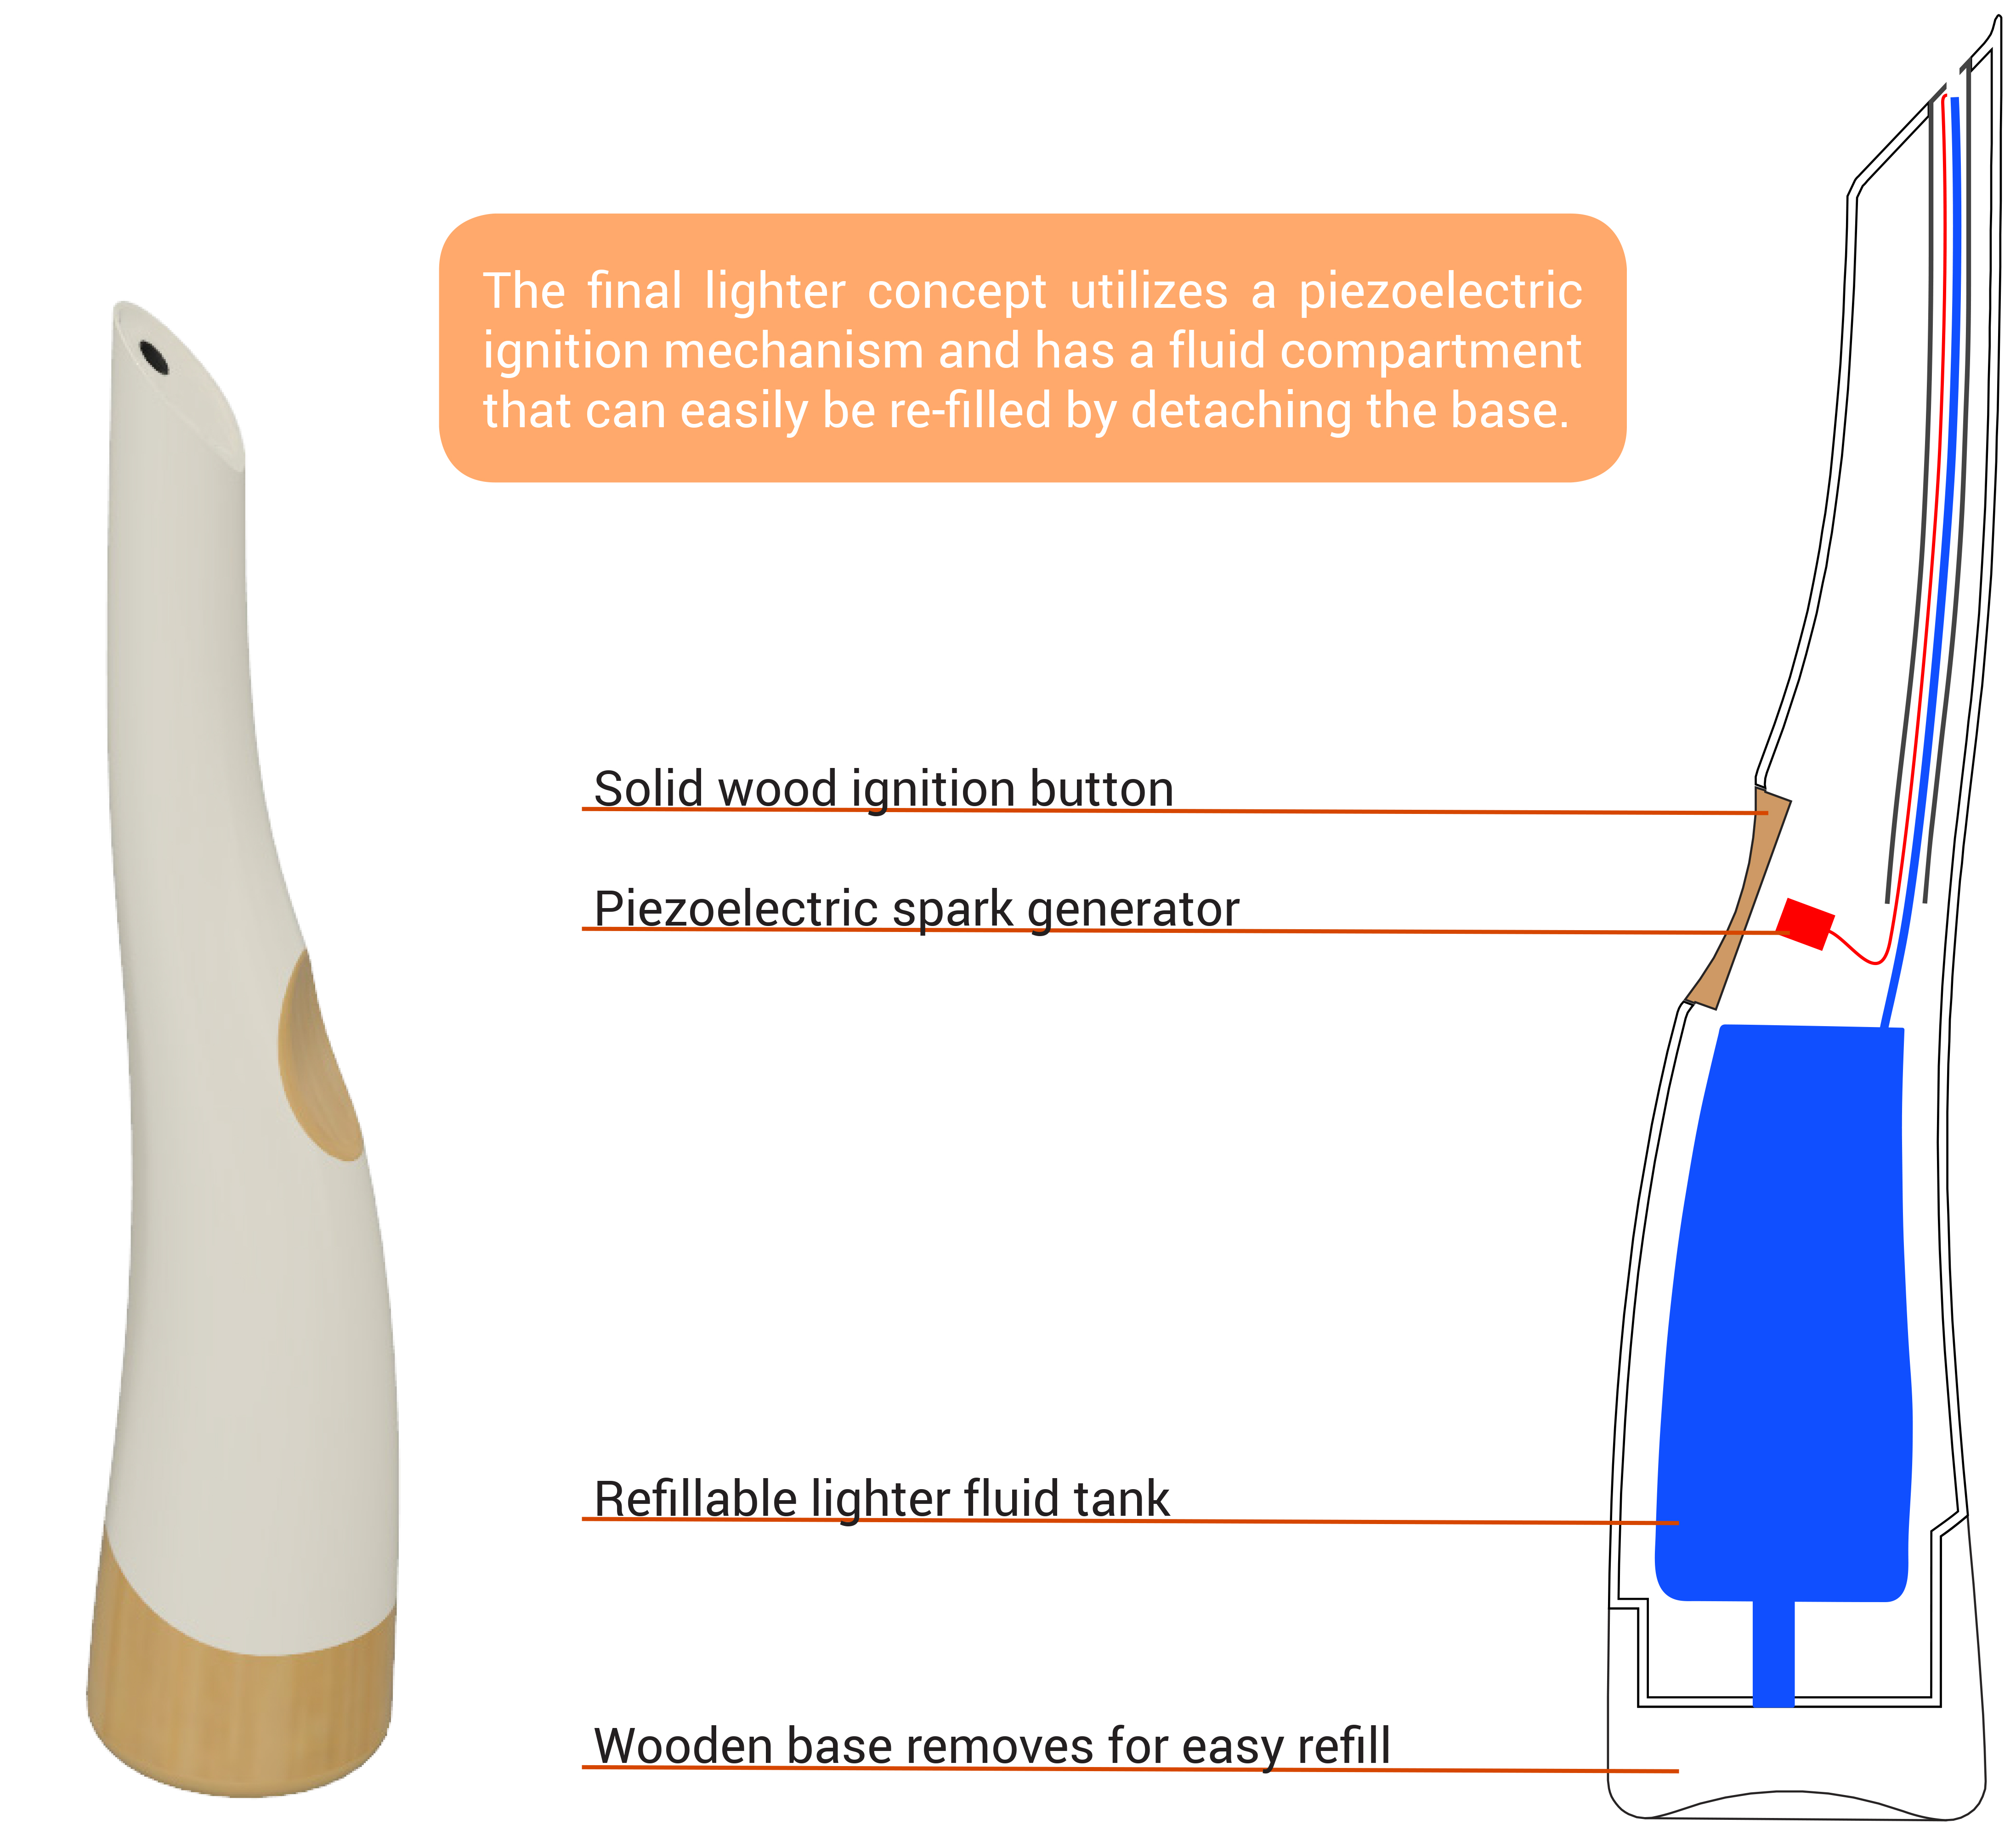 The final lighter concept utilizes a piezoelectric
ignition mechanism and has a fluid compartment
that can easily be re-filled by detaching the base.
Solid wood ignition button
Piezoelectric spark generator
Refillable lighter fluid tank
Wooden base removes for easy refill